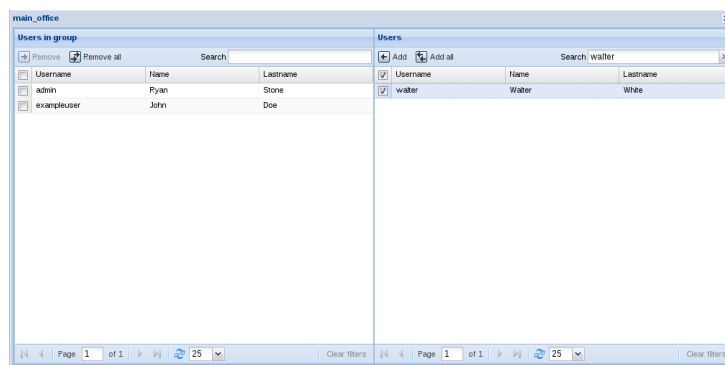 main_office
Users in group
Users
Remove Remove all Search
Add Add all Search walter
Username Name Lastname
Username Name Lastname
admin Ryan Stone
walter Walter White
exampleuser John Doe
Page 1 of 1 25 Clear filters
Page 1 of 1 25 Clear filters